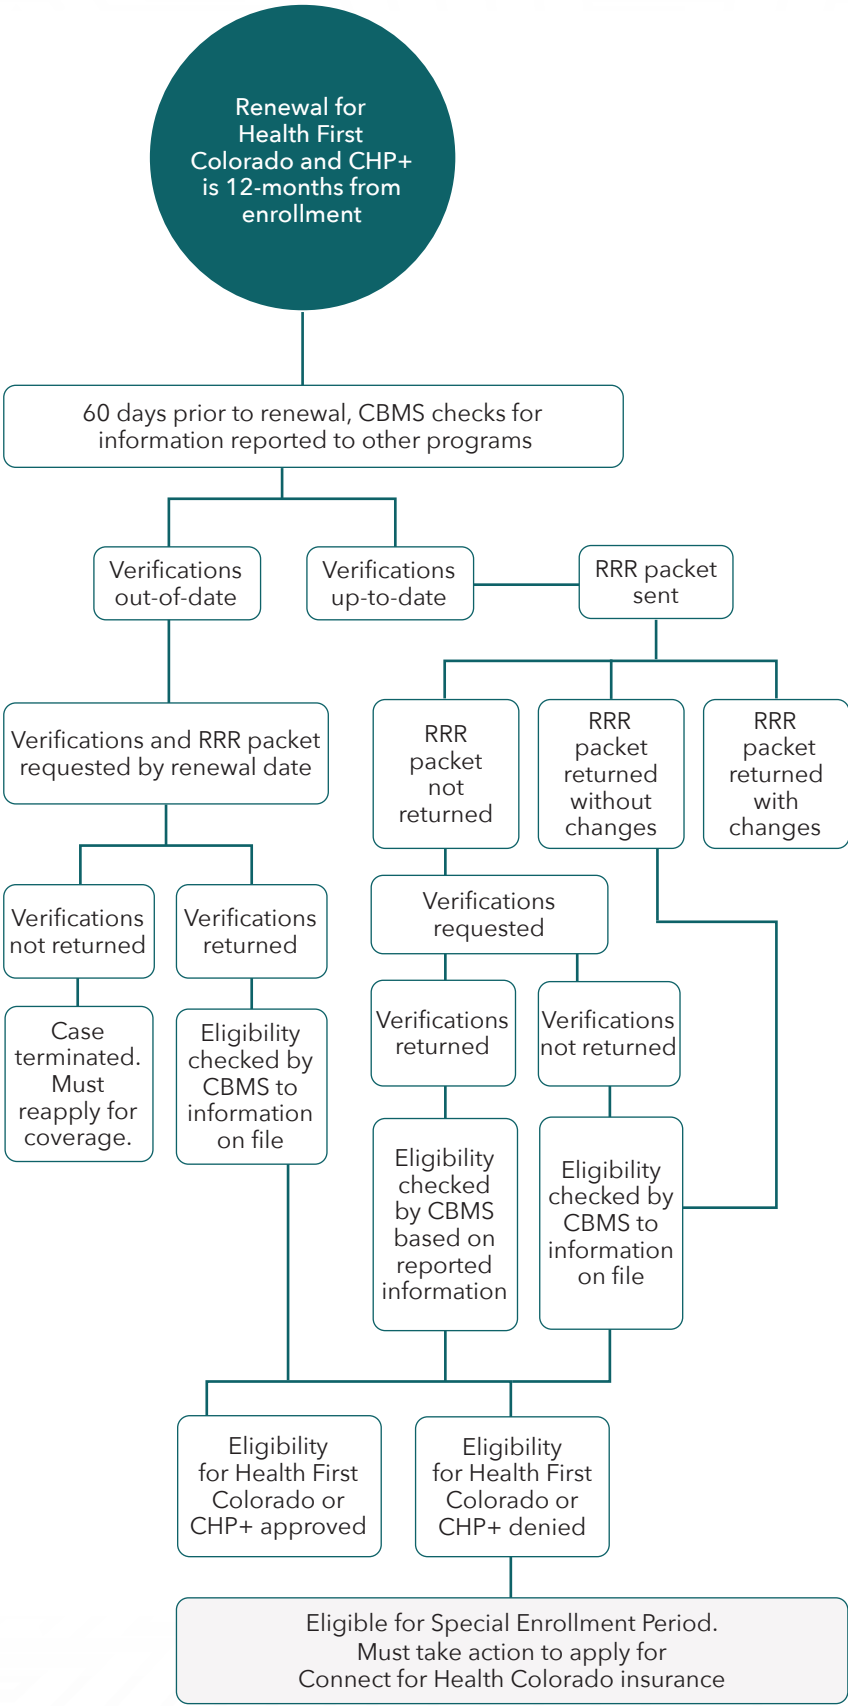 Renewal for
Health First
Colorado and CHP+
is 12-months from
enrollment
60 days prior to renewal, CBMS checks for
information reported to other programs
Verifications
out-of-date
Verifications
up-to-date
RRR packet
sent
Verifications and RRR packet
requested by renewal date
RRR
packet
not
returned
RRR
packet
returned
without
changes
RRR
packet
returned
with
changes
Verifications
not returned
Verifications
returned
Verifications
requested
Case
terminated.
Must
reapply for
coverage.
Eligibility
checked by
CBMS to
information
on file
Verifications
returned
Verifications
not returned
Eligibility
checked
by CBMS
based on
reported
information
Eligibility
checked by
CBMS to
information
on file
Eligibility
for Health First
Colorado or
CHP+ approved
Eligibility
for Health First
Colorado or
CHP+ denied
Eligible for Special Enrollment Period.
Must take action to apply for
Connect for Health Colorado insurance